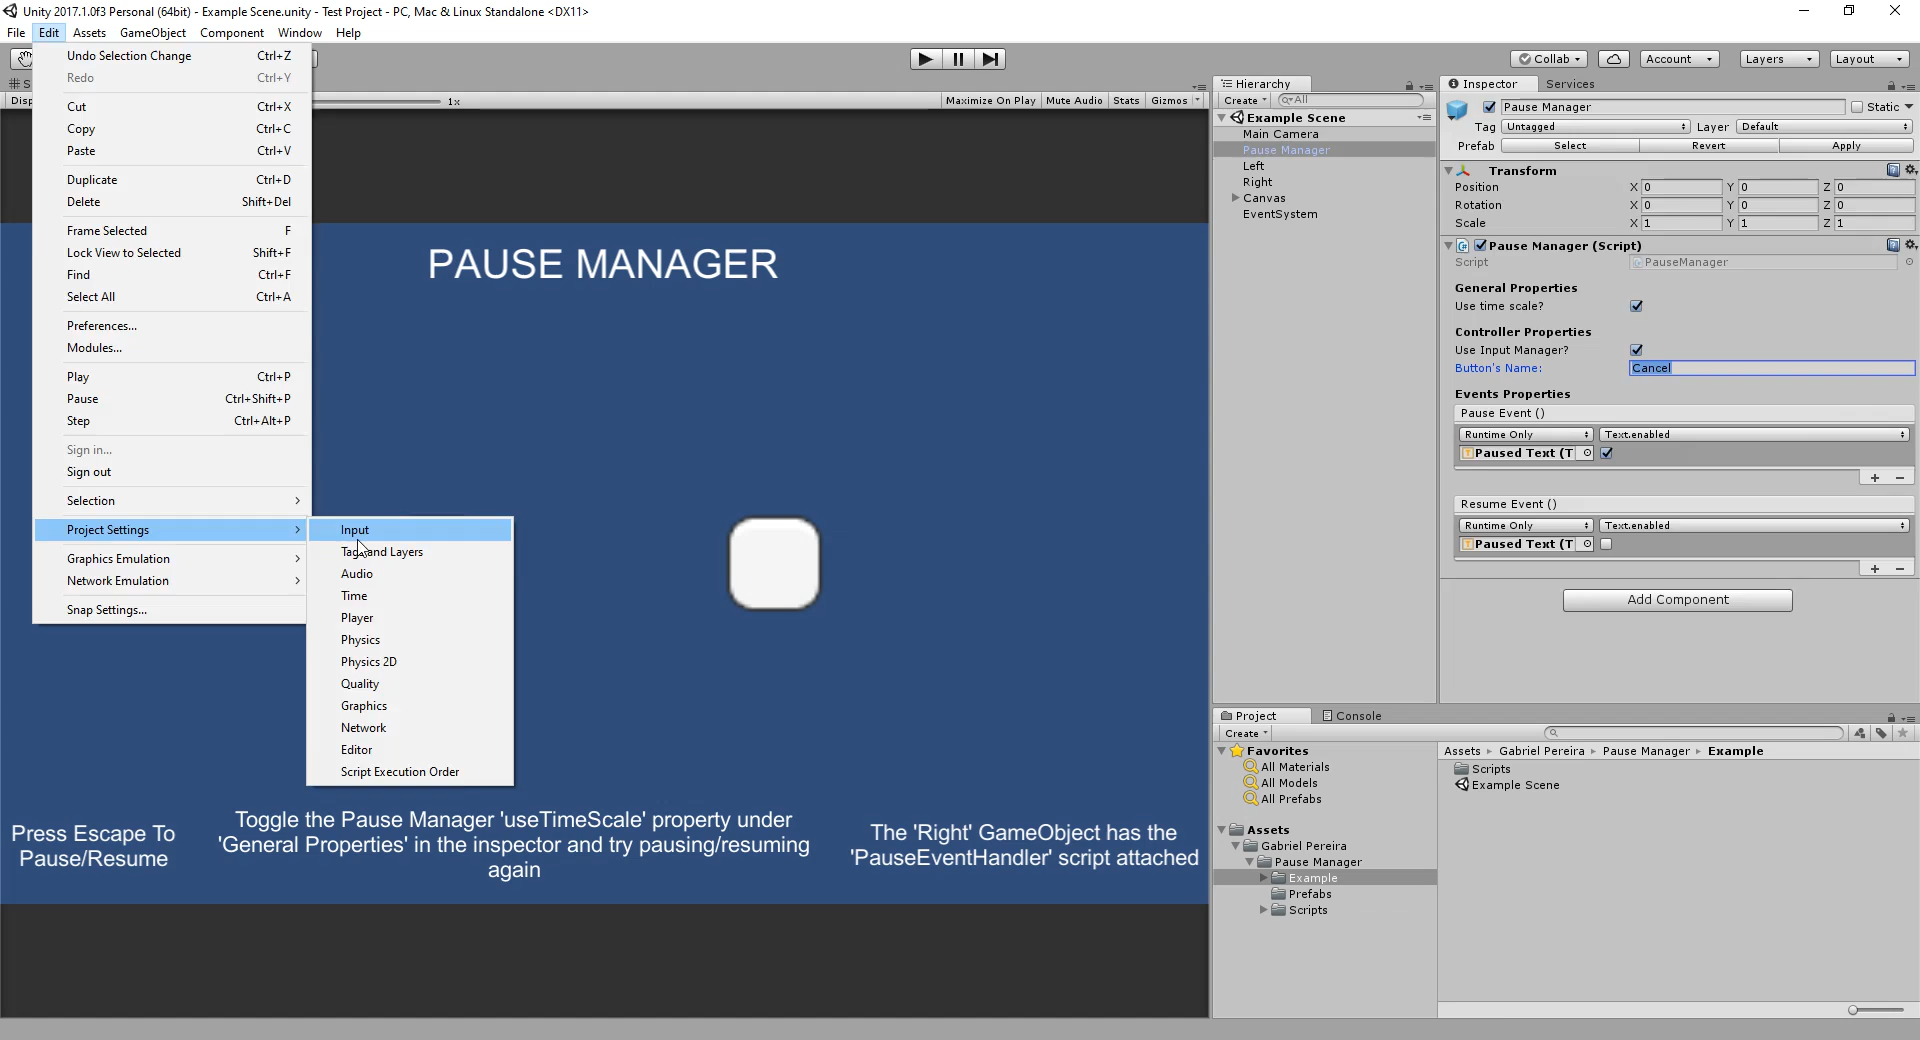 Unity 2017.1.0f3 Personal (64bit) - Example Scene.unity - Test Project - PC, Mac & Linux Standalone <DX11>
File Edit Assets GameObject Component Window Help
Undo Selection Change Ctrl+Z
Redo Ctrl+Y
Cut Ctrl+X
Copy Ctrl+C
Paste Ctrl+V
Duplicate Ctrl+D
Delete Shift+Del
Frame Selected F
Lock View to Selected Shift+F
Find Ctrl+F
Select All Ctrl+A
Preferences...
Modules...
Play Ctrl+P
Pause Ctrl+Shift+P
Step Ctrl+Alt+P
Sign in...
Sign out
Selection
Project Settings
Graphics Emulation
Network Emulation
Snap Settings...
Input
Tags and Layers
Audio
Time
Player
Physics
Physics 2D
Quality
Graphics
Network
Editor
Script Execution Order
Collab Account Layers Layout
S
Disp
1x Maximize On Play Mute Audio Stats Gizmos
PAUSE MANAGER
Press Escape To
Pause/Resume
Toggle the Pause Manager 'useTimeScale' property under
'General Properties' in the inspector and try pausing/resuming
again
The 'Right' GameObject has the
'PauseEventHandler' script attached
Hierarchy
Create All
Example Scene
Main Camera
Pause Manager
Left
Right
Canvas
EventSystem
Inspector Services
Pause Manager Static
Tag Untagged Layer Default
Prefab Select Revert Apply
Transform
Position X 0 Y 0 Z 0
Rotation X 0 Y 0 Z 0
Scale X 1 Y 1 Z 1
Pause Manager (Script)
Script PauseManager
General Properties
Use time scale?
Controller Properties
Use Input Manager?
Button's Name: Cancel
Events Properties
Pause Event ()
Runtime Only Text.enabled
Paused Text (T
Resume Event ()
Runtime Only Text.enabled
Paused Text (T
Add Component
Project Console
Create
Favorites
All Materials
All Models
All Prefabs
Assets
Gabriel Pereira
Pause Manager
Example
Prefabs
Scripts
Assets Gabriel Pereira Pause Manager Example
Scripts
Example Scene